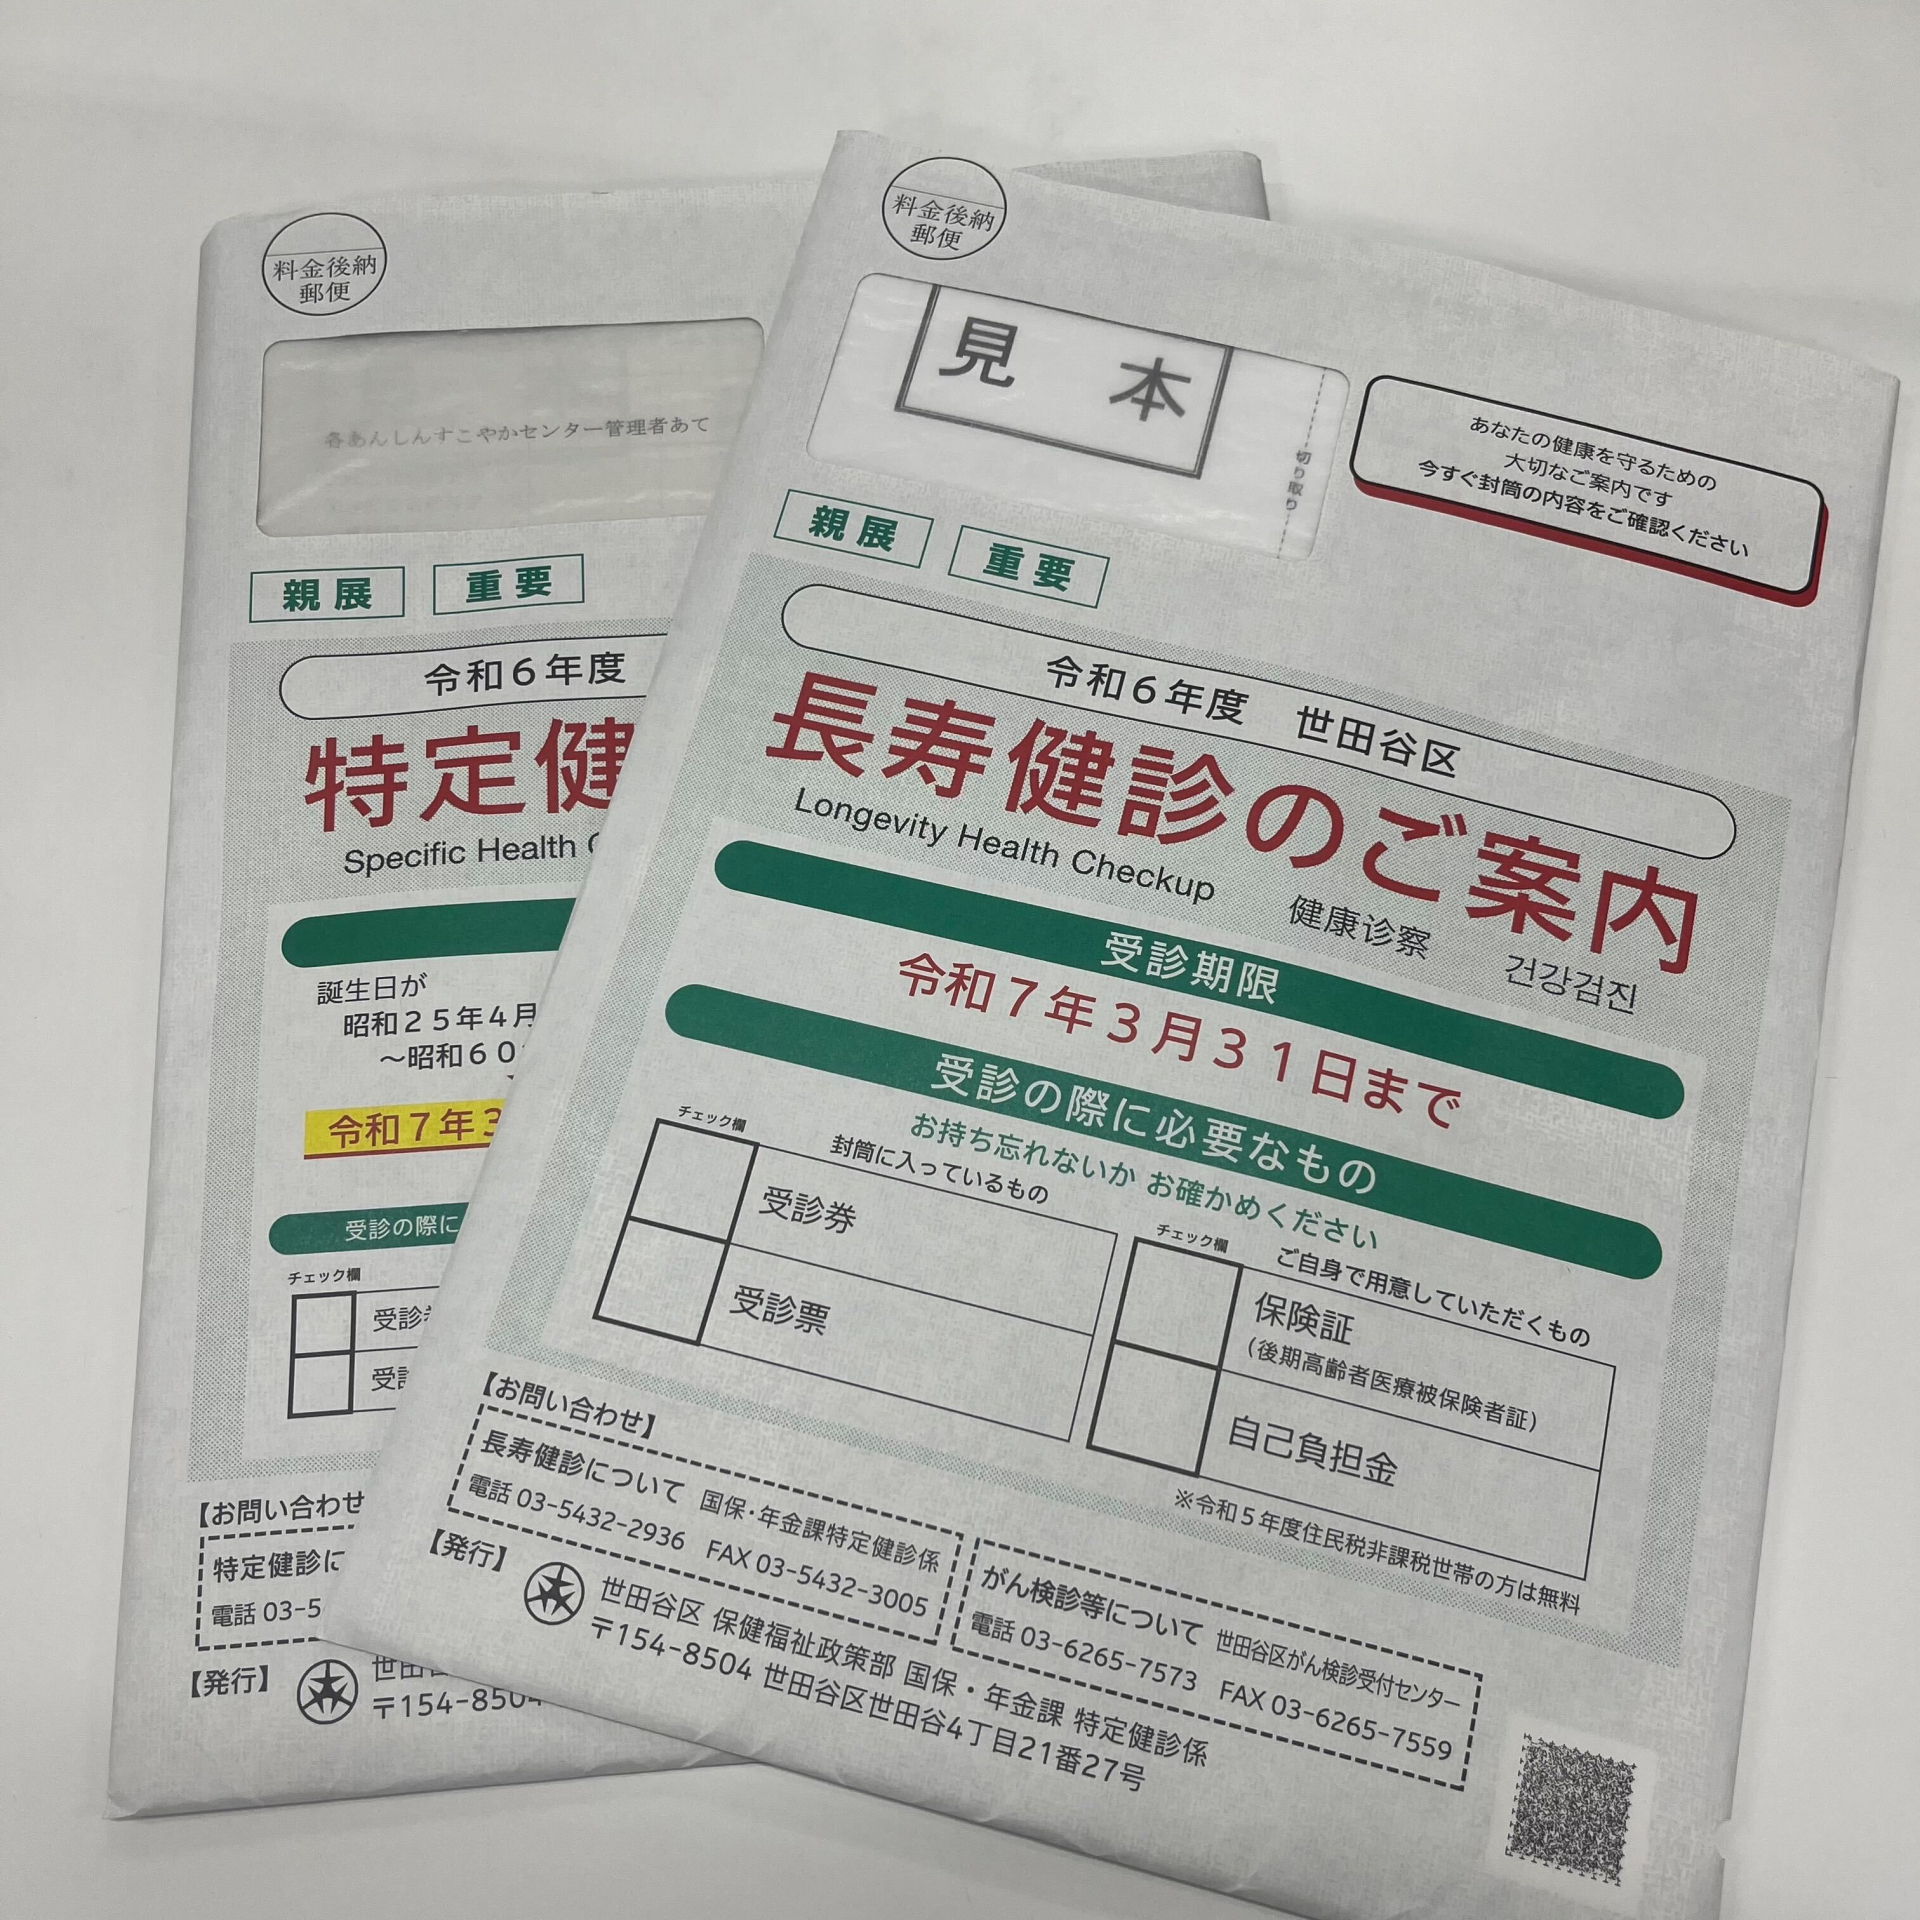 料金後納
郵便
各あんしんすこやかセンター管理者あて
親展
重要
令和6年度
特定健
Specific Health
誕生日が
昭和25年4月
～昭和60
令和7年3
受診の際に
チェック欄
受診
受診
【お問い合わせ
特定健診に
電話 03-5
【発行】
〒154-8504
料金後納
郵便
見本
切り取り
あなたの健康を守るための
大切なご案内です
今すぐ封筒の内容をご確認ください
親展
重要
令和6年度 世田谷区
長寿健診のご案内
Longevity Health Checkup 健康诊察 건강검진
受診期限
令和7年3月31日まで
受診の際に必要なもの
お持ち忘れないか お確かめください
チェック欄
封筒に入っているもの
受診券
受診票
チェック欄
ご自身で用意していただくもの
保険証
（後期高齢者医療被保険者証）
自己負担金
※令和5年度住民税非課税世帯の方は無料
【お問い合わせ】
長寿健診について 国保・年金課特定健診係
電話 03-5432-2936 FAX 03-5432-3005
がん検診等について 世田谷区がん検診受付センター
電話 03-6265-7573 FAX 03-6265-7559
【発行】
世田谷区 保健福祉政策部 国保・年金課 特定健診係
〒154-8504 世田谷区世田谷4丁目21番27号